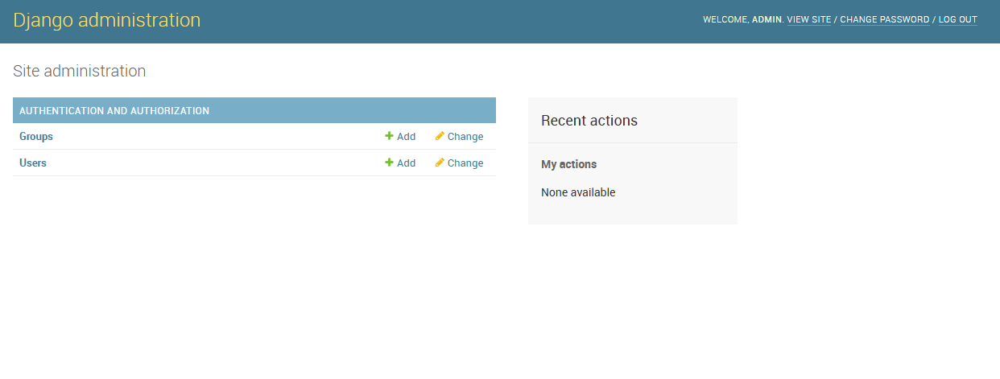 Django administration
WELCOME, ADMIN. VIEW SITE / CHANGE PASSWORD / LOG OUT
Site administration
AUTHENTICATION AND AUTHORIZATION
Groups Add Change
Users Add Change
Recent actions
My actions
None available